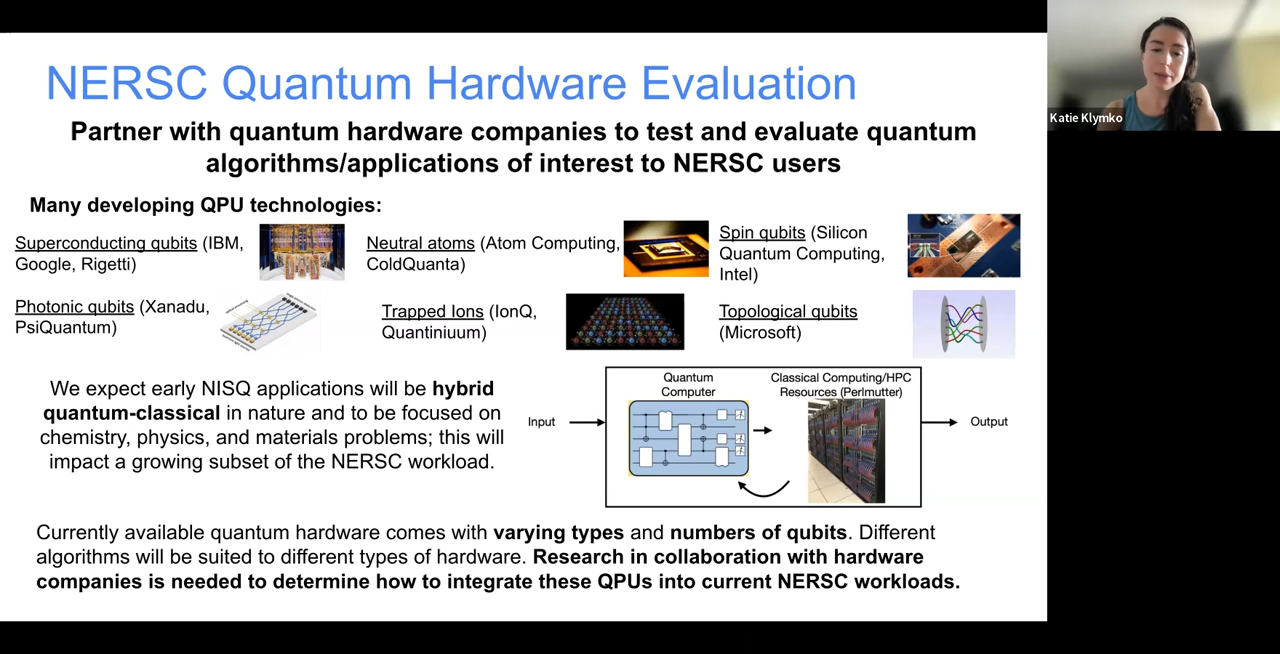 NERSC Quantum Hardware Evaluation
Partner with quantum hardware companies to test and evaluate quantum
algorithms/applications of interest to NERSC users
Many developing QPU technologies:
Superconducting qubits (IBM,
Google, Rigetti)
Neutral atoms (Atom Computing,
ColdQuanta)
Spin qubits (Silicon
Quantum Computing,
Intel)
Photonic qubits (Xanadu,
PsiQuantum)
Trapped Ions (IonQ,
Quantiniuum)
Topological qubits
(Microsoft)
We expect early NISQ applications will be hybrid
quantum-classical in nature and to be focused on
chemistry, physics, and materials problems; this will
impact a growing subset of the NERSC workload.
Input
Quantum
Computer
Classical Computing/HPC
Resources (Perlmutter)
Output
Currently available quantum hardware comes with varying types and numbers of qubits. Different
algorithms will be suited to different types of hardware. Research in collaboration with hardware
companies is needed to determine how to integrate these QPUs into current NERSC workloads.
Katie Klymko